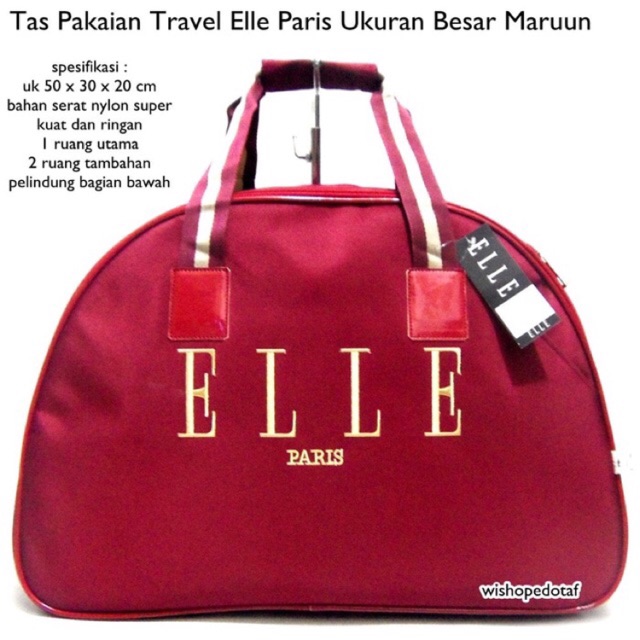 Tas Pakaian Travel Elle Paris Ukuran Besar Maruun
spesifikasi :
uk 50 x 30 x 20 cm
bahan serat nylon super
kuat dan ringan
1 ruang utama
2 ruang tambahan
pelindung bagian bawah
ELLE
ELLE
ELLE
PARIS
wishopedotaf